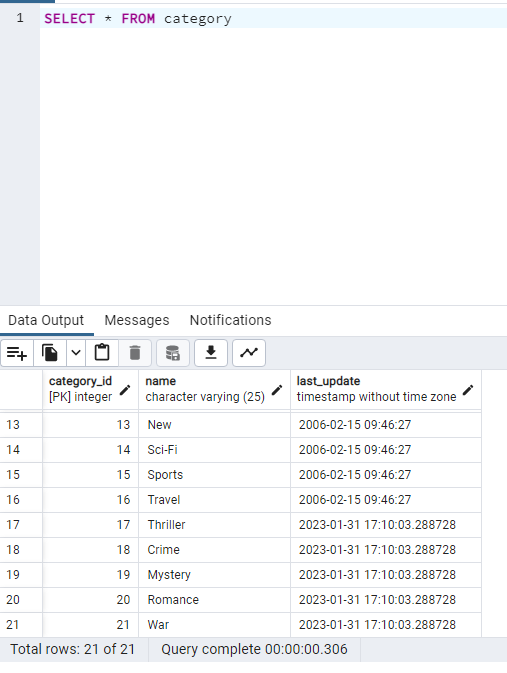 1 SELECT * FROM category
Data Output Messages Notifications
category_id name last_update
[PK] integer character varying (25) timestamp without time zone
13 13 New 2006-02-15 09:46:27
14 14 Sci-Fi 2006-02-15 09:46:27
15 15 Sports 2006-02-15 09:46:27
16 16 Travel 2006-02-15 09:46:27
17 17 Thriller 2023-01-31 17:10:03.288728
18 18 Crime 2023-01-31 17:10:03.288728
19 19 Mystery 2023-01-31 17:10:03.288728
20 20 Romance 2023-01-31 17:10:03.288728
21 21 War 2023-01-31 17:10:03.288728
Total rows: 21 of 21 Query complete 00:00:00.306